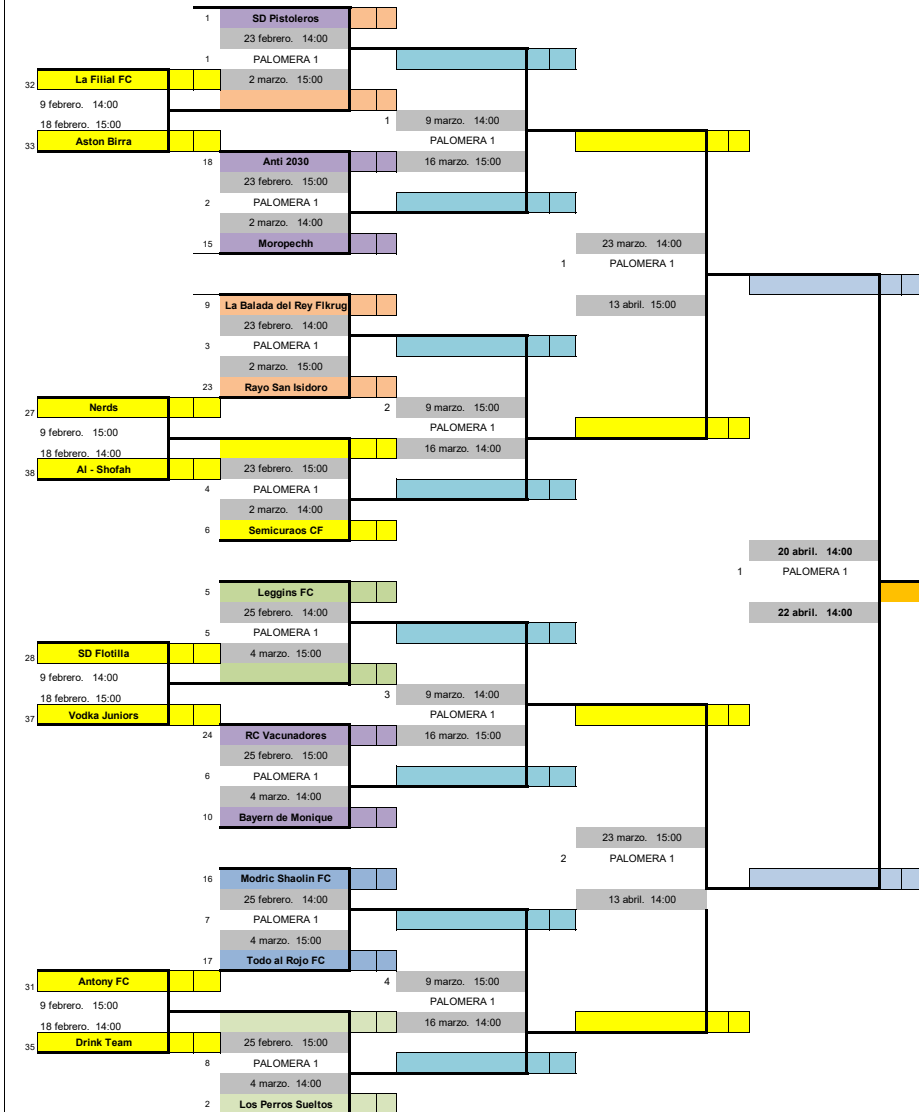 1 SD Pistoleros
23 febrero. 14:00
1 PALOMERA 1
32 La Filial FC
2 marzo. 15:00
9 febrero. 14:00
18 febrero. 15:00
33 Aston Birra
1 9 marzo. 14:00
PALOMERA 1
16 marzo. 15:00
18 Anti 2030
23 febrero. 15:00
2 PALOMERA 1
2 marzo. 14:00
15 Moropechh
23 marzo. 14:00
1 PALOMERA 1
13 abril. 15:00
9 La Balada del Rey Flkrug
23 febrero. 14:00
3 PALOMERA 1
2 marzo. 15:00
23 Rayo San Isidoro
27 Nerds
9 febrero. 15:00
18 febrero. 14:00
38 Al - Shofah
2 9 marzo. 15:00
PALOMERA 1
16 marzo. 14:00
23 febrero. 15:00
4 PALOMERA 1
2 marzo. 14:00
6 Semicuraos CF
20 abril. 14:00
1 PALOMERA 1
22 abril. 14:00
5 Leggins FC
25 febrero. 14:00
5 PALOMERA 1
28 SD Flotilla
4 marzo. 15:00
9 febrero. 14:00
18 febrero. 15:00
37 Vodka Juniors
3 9 marzo. 14:00
PALOMERA 1
16 marzo. 15:00
24 RC Vacunadores
25 febrero. 15:00
6 PALOMERA 1
4 marzo. 14:00
10 Bayern de Monique
23 marzo. 15:00
2 PALOMERA 1
13 abril. 14:00
16 Modric Shaolin FC
25 febrero. 14:00
7 PALOMERA 1
4 marzo. 15:00
17 Todo al Rojo FC
31 Antony FC
9 febrero. 15:00
18 febrero. 14:00
35 Drink Team
4 9 marzo. 15:00
PALOMERA 1
16 marzo. 14:00
25 febrero. 15:00
8 PALOMERA 1
4 marzo. 14:00
2 Los Perros Sueltos